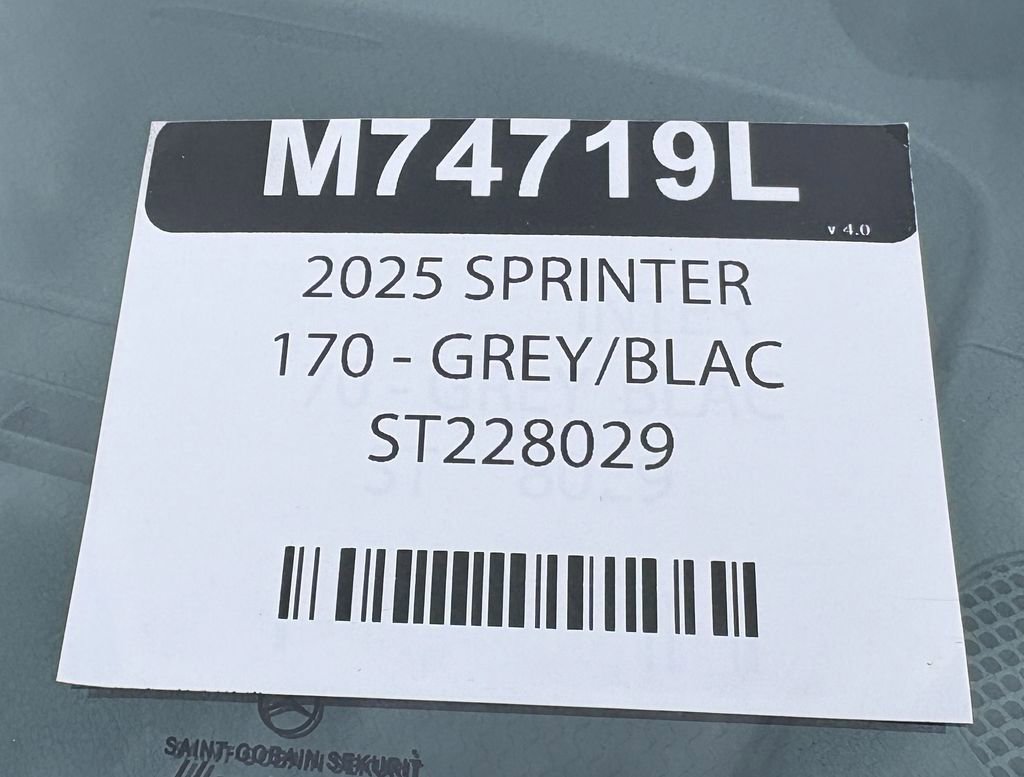 M74719L
v 4.0
2025 SPRINTER
170 - GREY/BLAC
ST228029
SAINT-GOBAIN SEKURIT